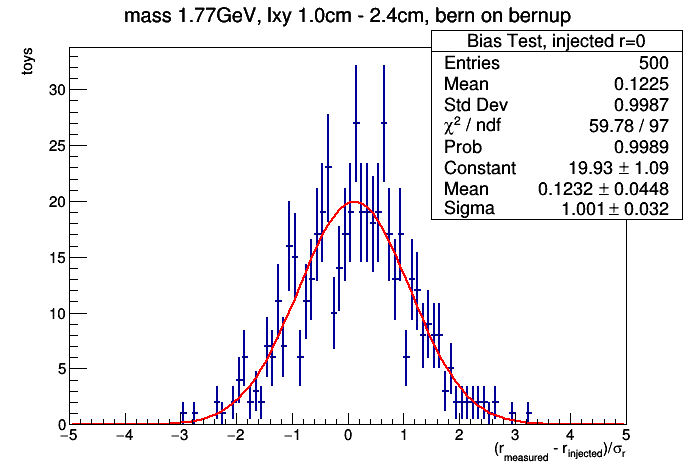 mass 1.77GeV, lxy 1.0cm - 2.4cm, bern on bernup
toys
Bias Test, injected r=0
Entries 500
Mean 0.1225
Std Dev 0.9987
χ² / ndf 59.78 / 97
Prob 0.9989
Constant 19.93 ± 1.09
Mean 0.1232 ± 0.0448
Sigma 1.001 ± 0.032
30
25
20
15
10
5
0
−5 −4 −3 −2 −1 0 1 2 3 4 5
(r_measured - r_injected)/σ_r